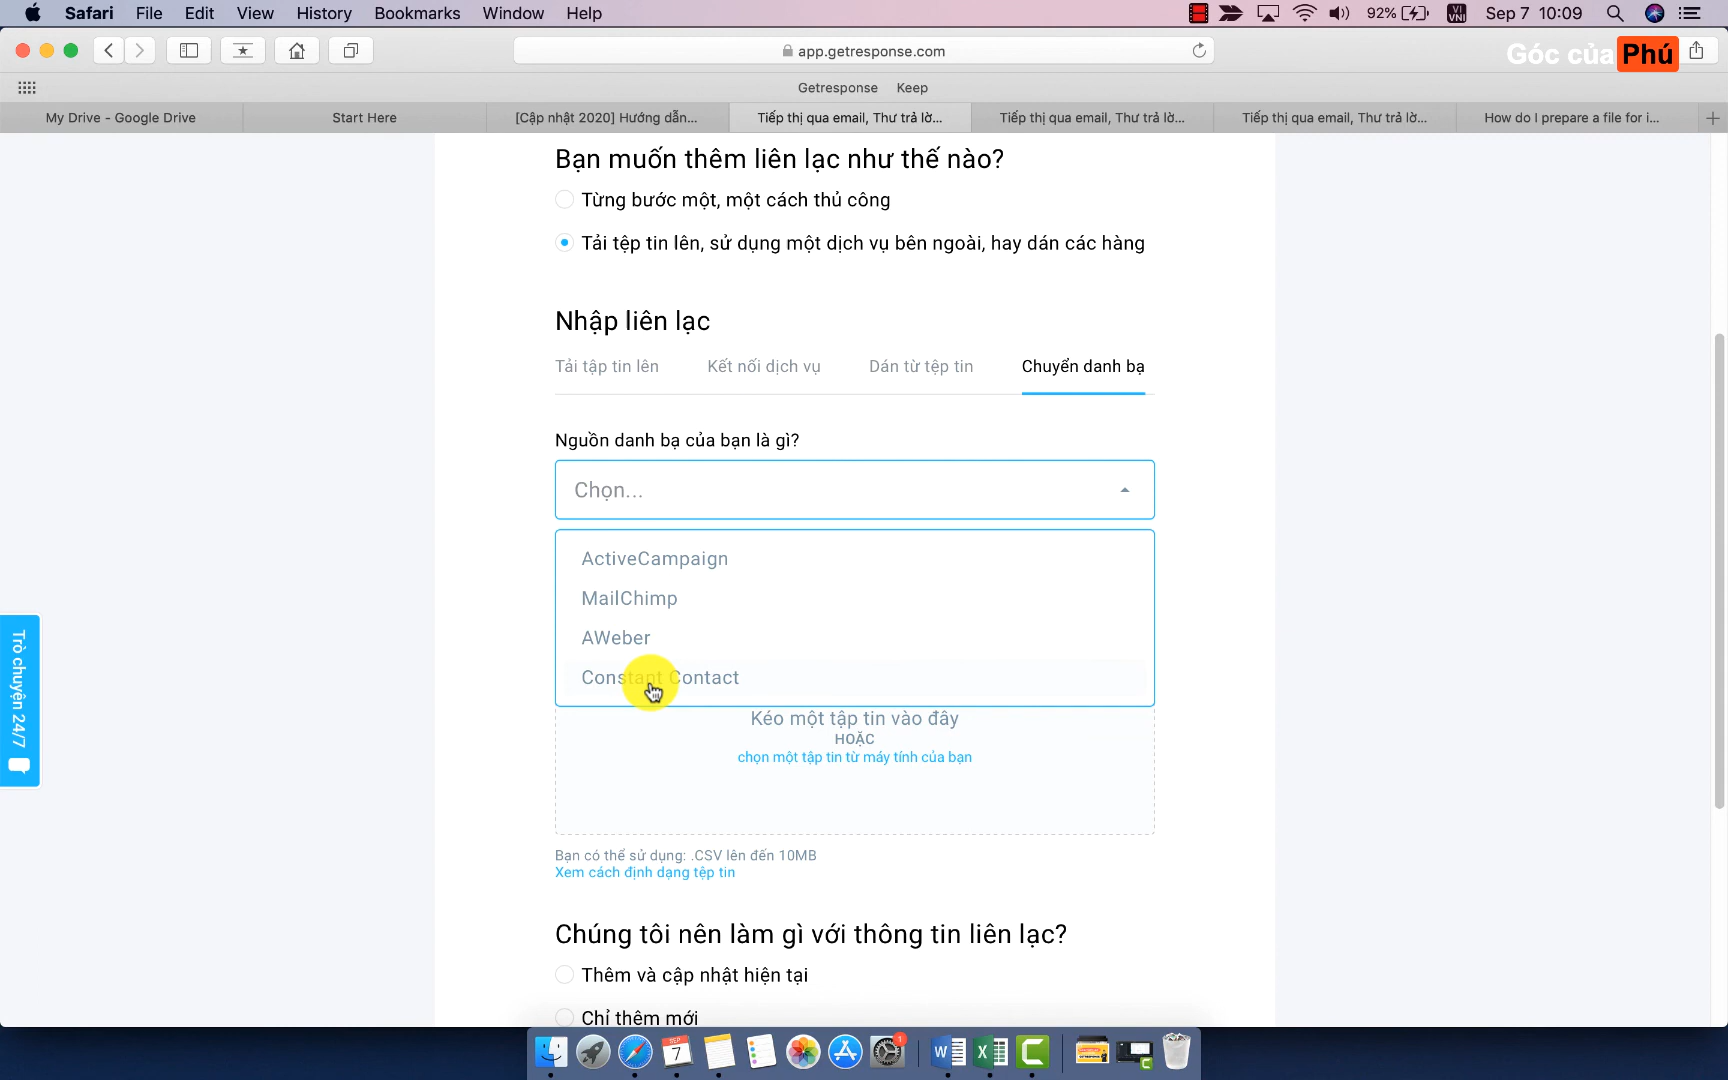 Safari File Edit View History Bookmarks Window Help 92% VI VNI Sep 7 10:09
app.getresponse.com
Góc của Phú
Getresponse Keep
My Drive - Google Drive Start Here [Cập nhật 2020] Hướng dẫn... Tiếp thị qua email, Thư trả lờ... Tiếp thị qua email, Thư trả lờ... Tiếp thị qua email, Thư trả lờ... How do I prepare a file for i...
Bạn muốn thêm liên lạc như thế nào?
Từng bước một, một cách thủ công
Tải tệp tin lên, sử dụng một dịch vụ bên ngoài, hay dán các hàng
Nhập liên lạc
Tải tập tin lên Kết nối dịch vụ Dán từ tệp tin Chuyển danh bạ
Nguồn danh bạ của bạn là gì?
Chọn...
ActiveCampaign
MailChimp
AWeber
Constant Contact
Kéo một tập tin vào đây
HOẶC
chọn một tập tin từ máy tính của bạn
Bạn có thể sử dụng: .CSV lên đến 10MB
Xem cách định dạng tệp tin
Chúng tôi nên làm gì với thông tin liên lạc?
Thêm và cập nhật hiện tại
Chỉ thêm mới
Trò chuyện 24/7
SEP
7
1